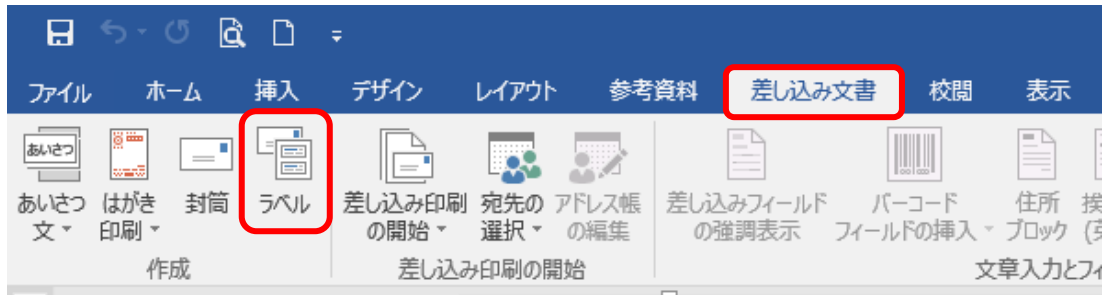 ファイル ホーム 挿入 デザイン レイアウト 参考資料 差し込み文書 校閲 表示
あいさつ
あいさつ はがき 封筒 ラベル 差し込み印刷 宛先の アドレス帳 差し込みフィールド バーコード 住所
文 印刷 の開始 選択 の編集 の強調表示 フィールドの挿入 ブロック
作成 差し込み印刷の開始 文章入力とフィ